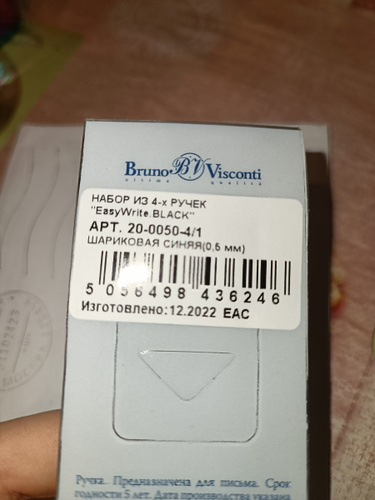 Bruno BV Visconti
ultima qualità
НАБОР ИЗ 4-х РУЧЕК
"EasyWrite.BLACK"
АРТ. 20-0050-4/1
ШАРИКОВАЯ СИНЯЯ(0,5 мм)
5 056498 436246
Изготовлено:12.2022 EAC
Ручка. Предназначена для письма. Срок
годности 5 лет. Дата производства указана